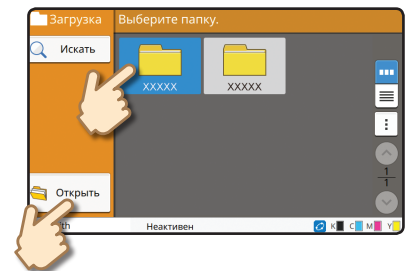 Загрузка
Выберите папку.
Искать
XXXXX
XXXXX
1
1
Открыть
Неактивен
K C M Y